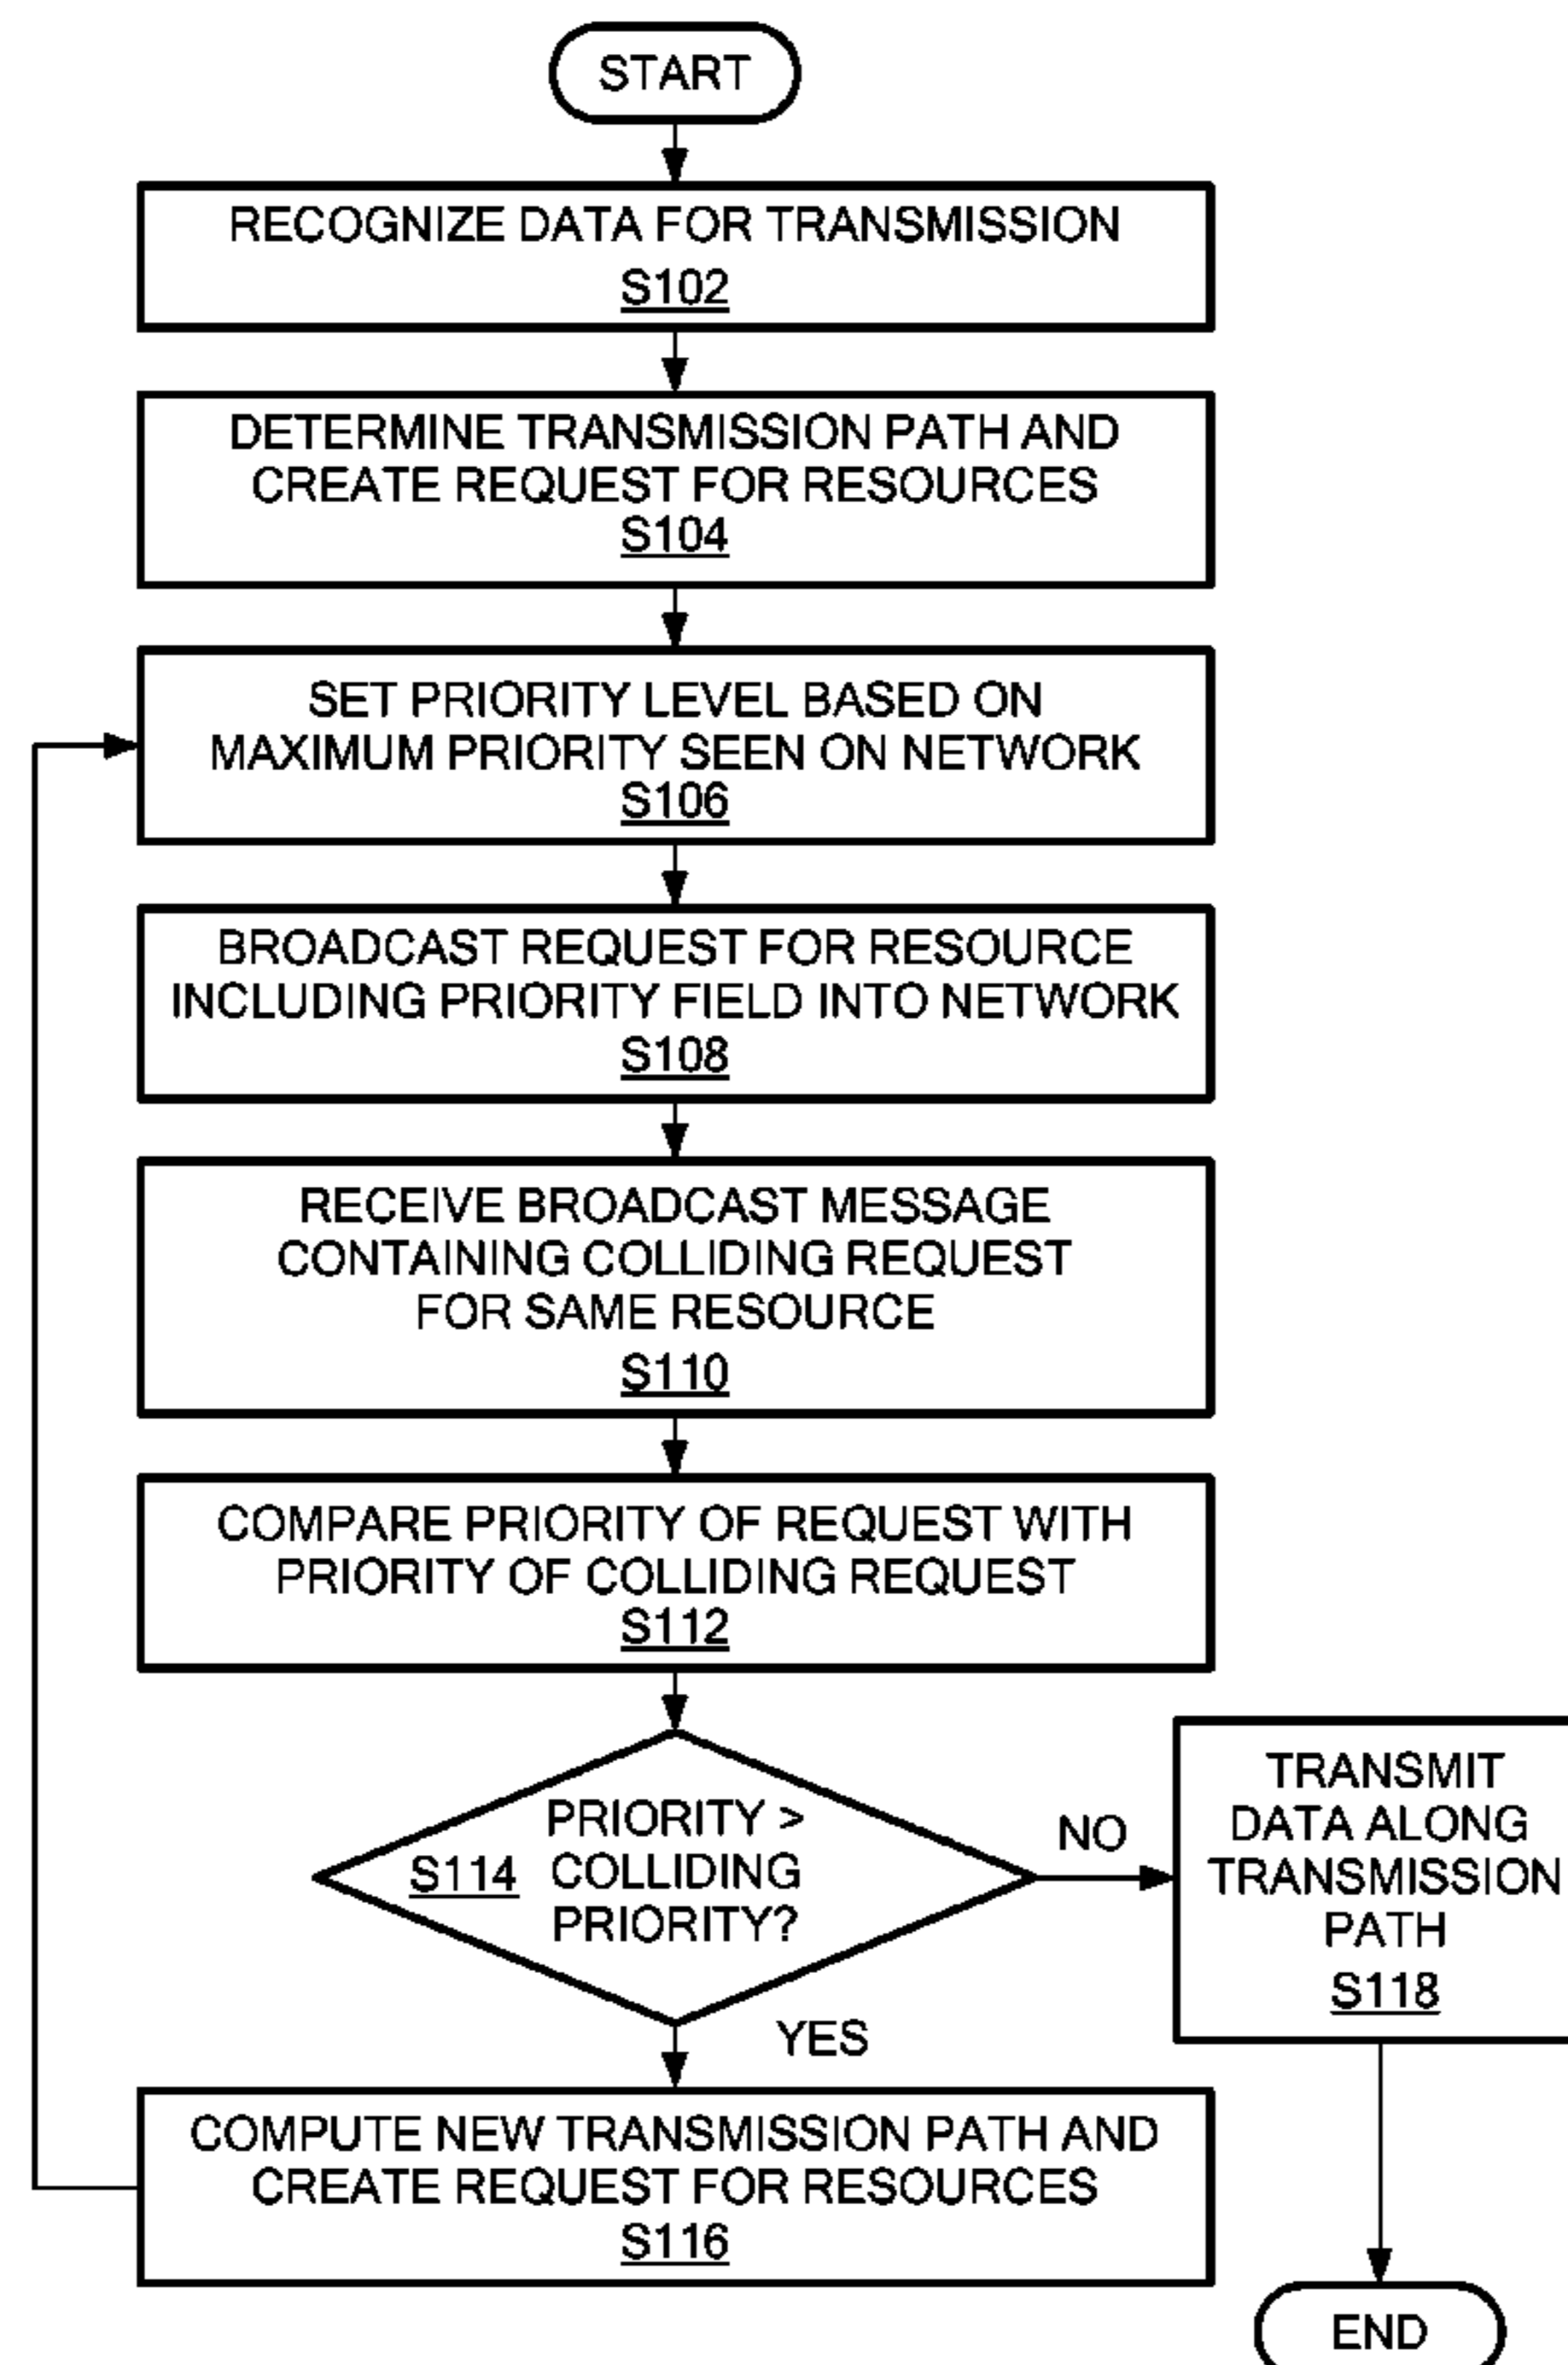 START
RECOGNIZE DATA FOR TRANSMISSION
S102
DETERMINE TRANSMISSION PATH AND
CREATE REQUEST FOR RESOURCES
S104
SET PRIORITY LEVEL BASED ON
MAXIMUM PRIORITY SEEN ON NETWORK
S106
BROADCAST REQUEST FOR RESOURCE
INCLUDING PRIORITY FIELD INTO NETWORK
S108
RECEIVE BROADCAST MESSAGE
CONTAINING COLLIDING REQUEST
FOR SAME RESOURCE
S110
COMPARE PRIORITY OF REQUEST WITH
PRIORITY OF COLLIDING REQUEST
S112
PRIORITY >
S114 COLLIDING
PRIORITY?
NO
TRANSMIT
DATA ALONG
TRANSMISSION
PATH
S118
YES
COMPUTE NEW TRANSMISSION PATH AND
CREATE REQUEST FOR RESOURCES
S116
END